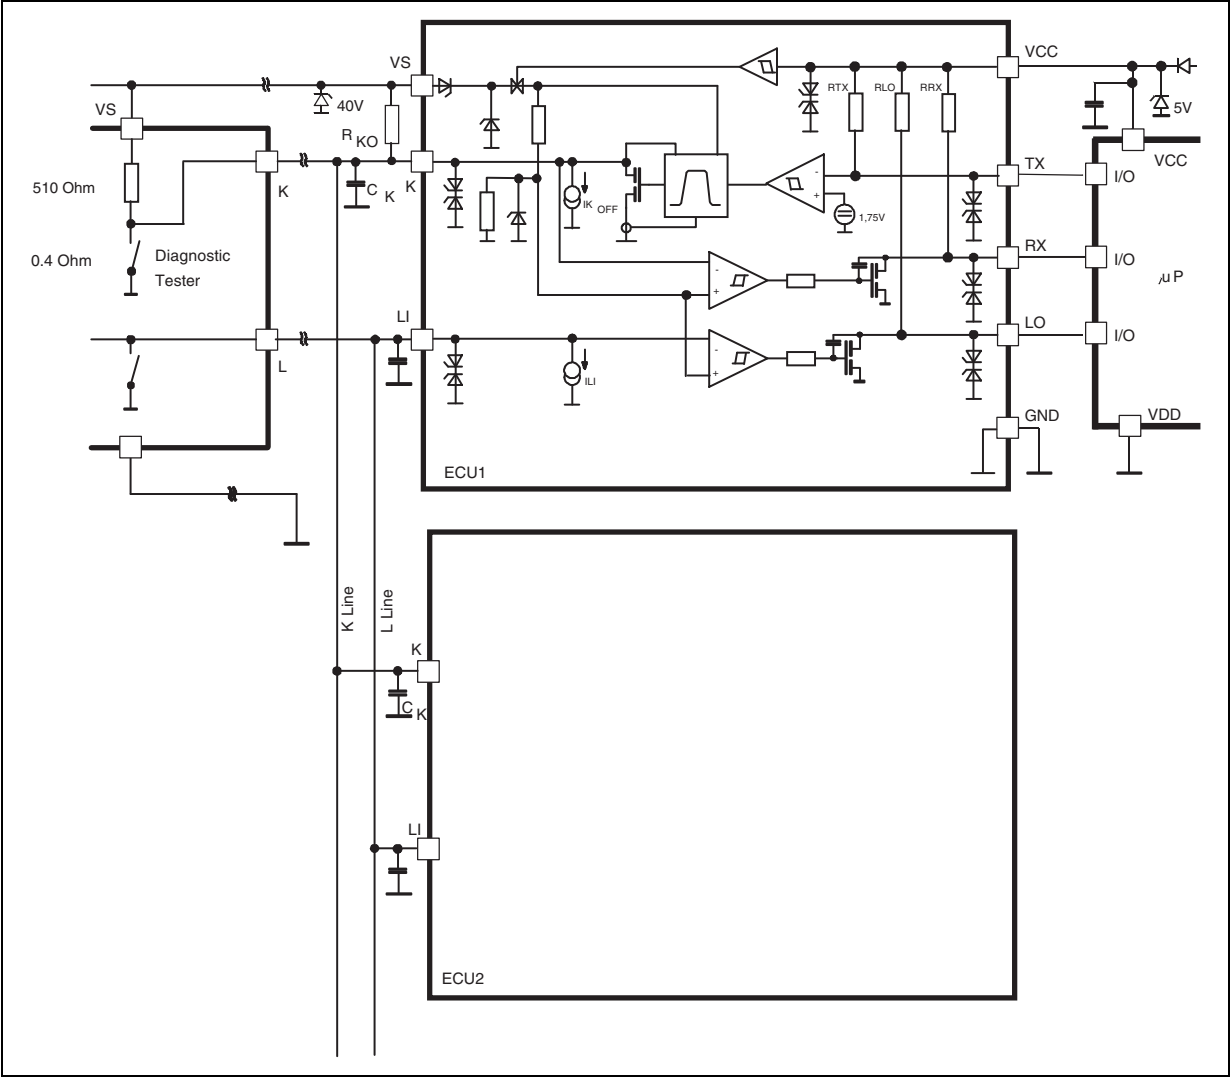 VS
VCC
40V
RTX
RLO
RRX
5V
VS
R KO
VCC
K
K
TX
I/O
510 Ohm
C K
IK OFF
1,75V
0.4 Ohm
Diagnostic
Tester
RX
I/O
µP
LI
LO
I/O
L
ILI
GND
VDD
ECU1
K Line
L Line
K
C K
LI
ECU2